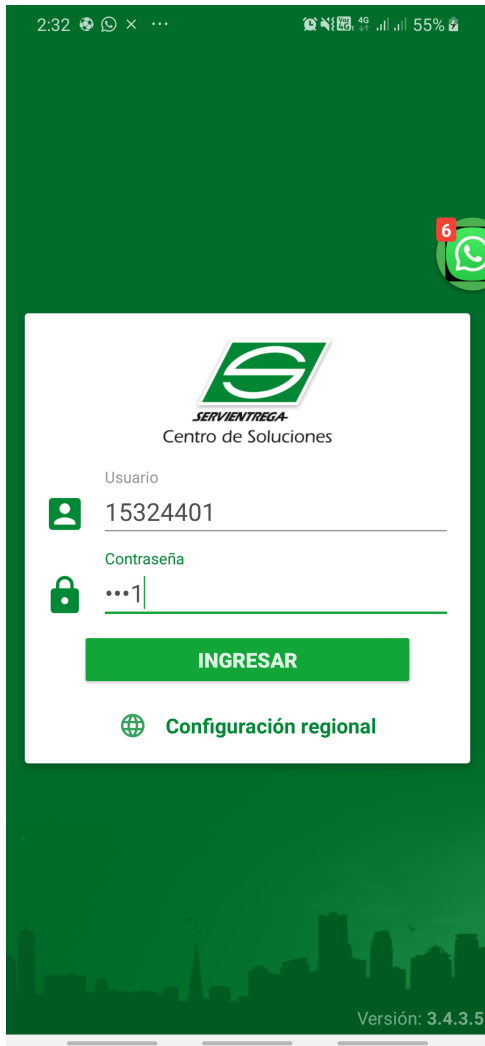 2:32
55%
6
SERVIENTREGA
Centro de Soluciones
Usuario
15324401
Contraseña
•••1
INGRESAR
Configuración regional
Versión: 3.4.3.5